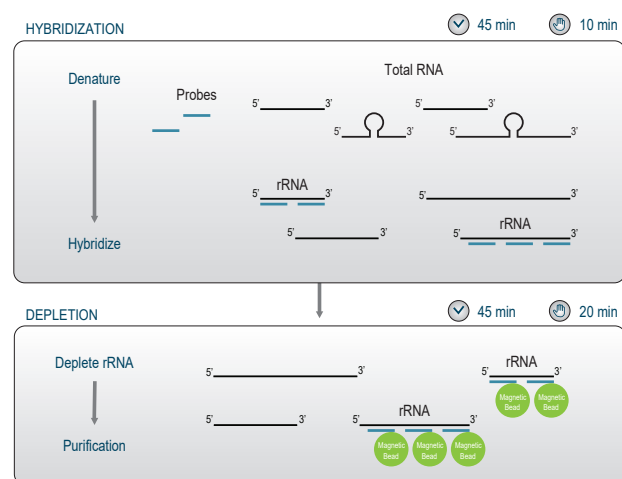 HYBRIDIZATION 45 min 10 min
Denature
Total RNA
Probes
5' 3' 5' 3'
5' 3' 5' 3'
rRNA
5' 3' 5' 3'
rRNA
Hybridize
5' 3' 5' 3'
DEPLETION 45 min 20 min
Deplete rRNA
rRNA
5' 3' 5' 3'
Magnetic Bead Magnetic Bead
rRNA
5' 3' 5' 3'
Purification
Magnetic Bead Magnetic Bead Magnetic Bead